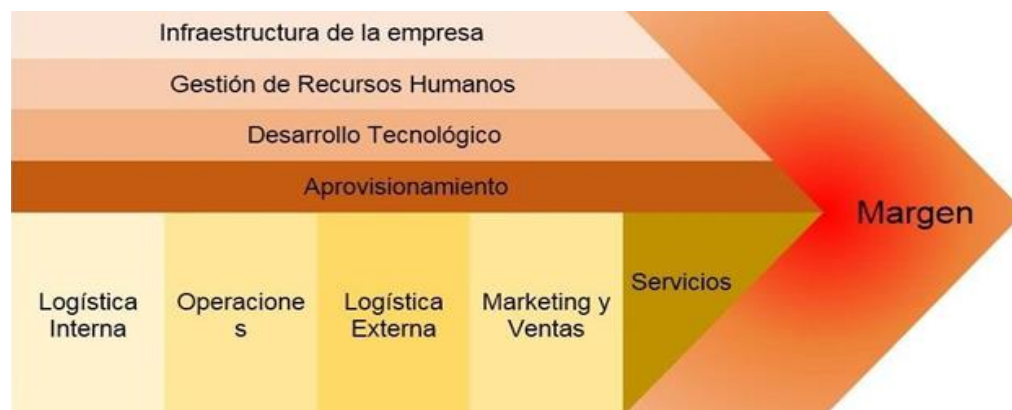 Infraestructura de la empresa
Gestión de Recursos Humanos
Desarrollo Tecnológico
Aprovisionamiento
Margen
Logística
Interna
Operacione
s
Logística
Externa
Marketing y
Ventas
Servicios